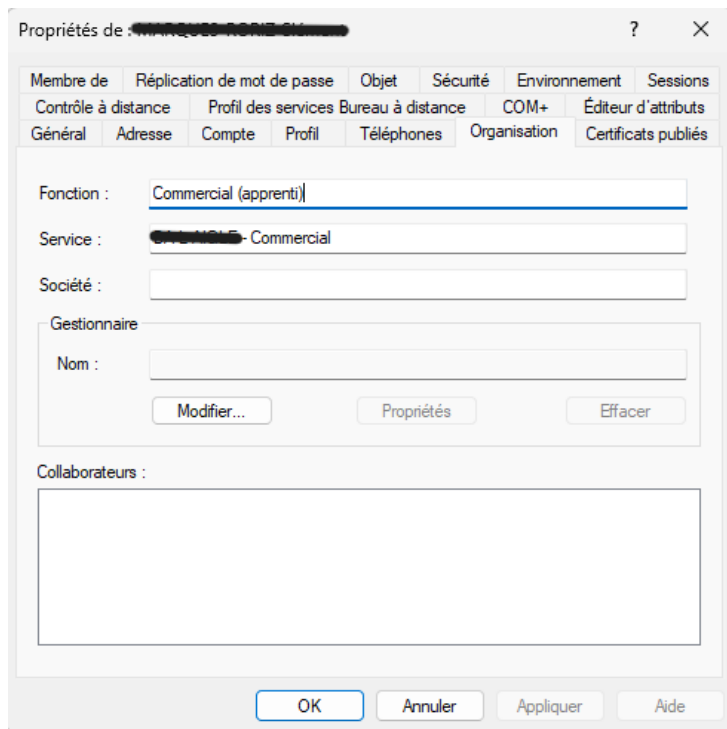 Propriétés de :
? ×
Membre de Réplication de mot de passe Objet Sécurité Environnement Sessions
Contrôle à distance Profil des services Bureau à distance COM+ Éditeur d'attributs
Général Adresse Compte Profil Téléphones Organisation Certificats publiés
Fonction : Commercial (apprenti)
Service : - Commercial
Société :
Gestionnaire
Nom :
Modifier... Propriétés Effacer
Collaborateurs :
OK Annuler Appliquer Aide